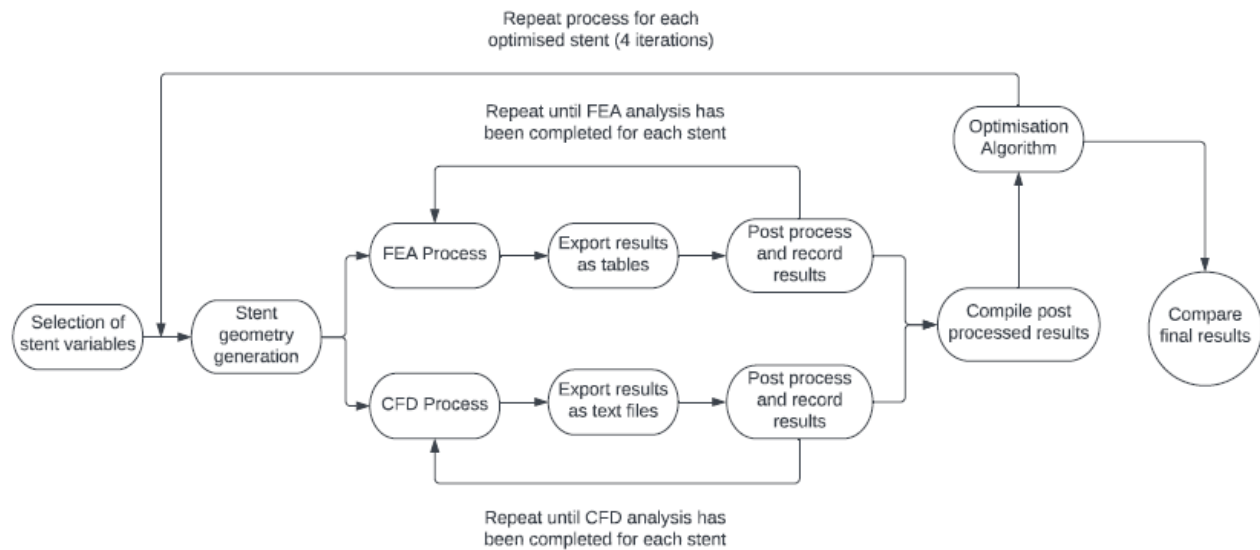 Repeat process for each
optimised stent (4 iterations)
Repeat until FEA analysis has
been completed for each stent
Optimisation
Algorithm
FEA Process
Export results
as tables
Post process
and record
results
Selection of
stent variables
Stent
geometry
generation
Compile post
processed results
Compare
final results
CFD Process
Export results
as text files
Post process
and record
results
Repeat until CFD analysis has
been completed for each stent